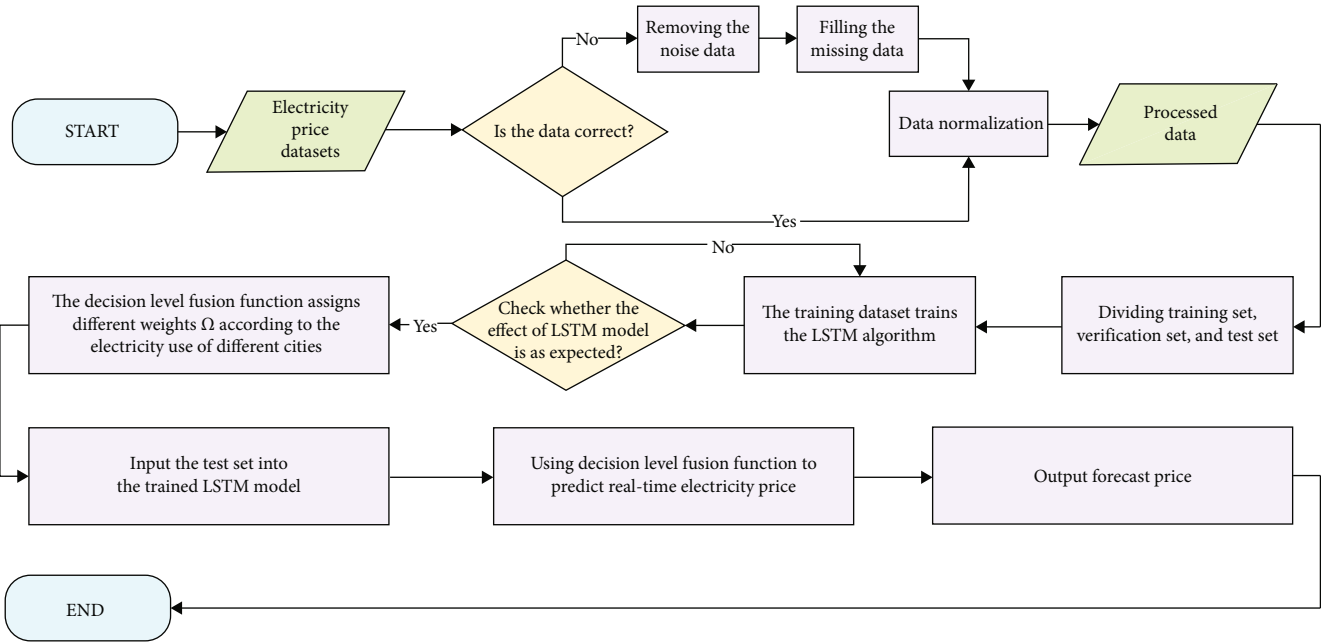 START
Electricity
price
datasets
Is the data correct?
No
Removing the
noise data
Filling the
missing data
Yes
Data normalization
Processed
data
Dividing training set,
verification set, and test set
The training dataset trains
the LSTM algorithm
No
Check whether the
effect of LSTM model
is as expected?
Yes
The decision level fusion function assigns
different weights Ω according to the
electricity use of different cities
Input the test set into
the trained LSTM model
Using decision level fusion function to
predict real-time electricity price
Output forecast price
END